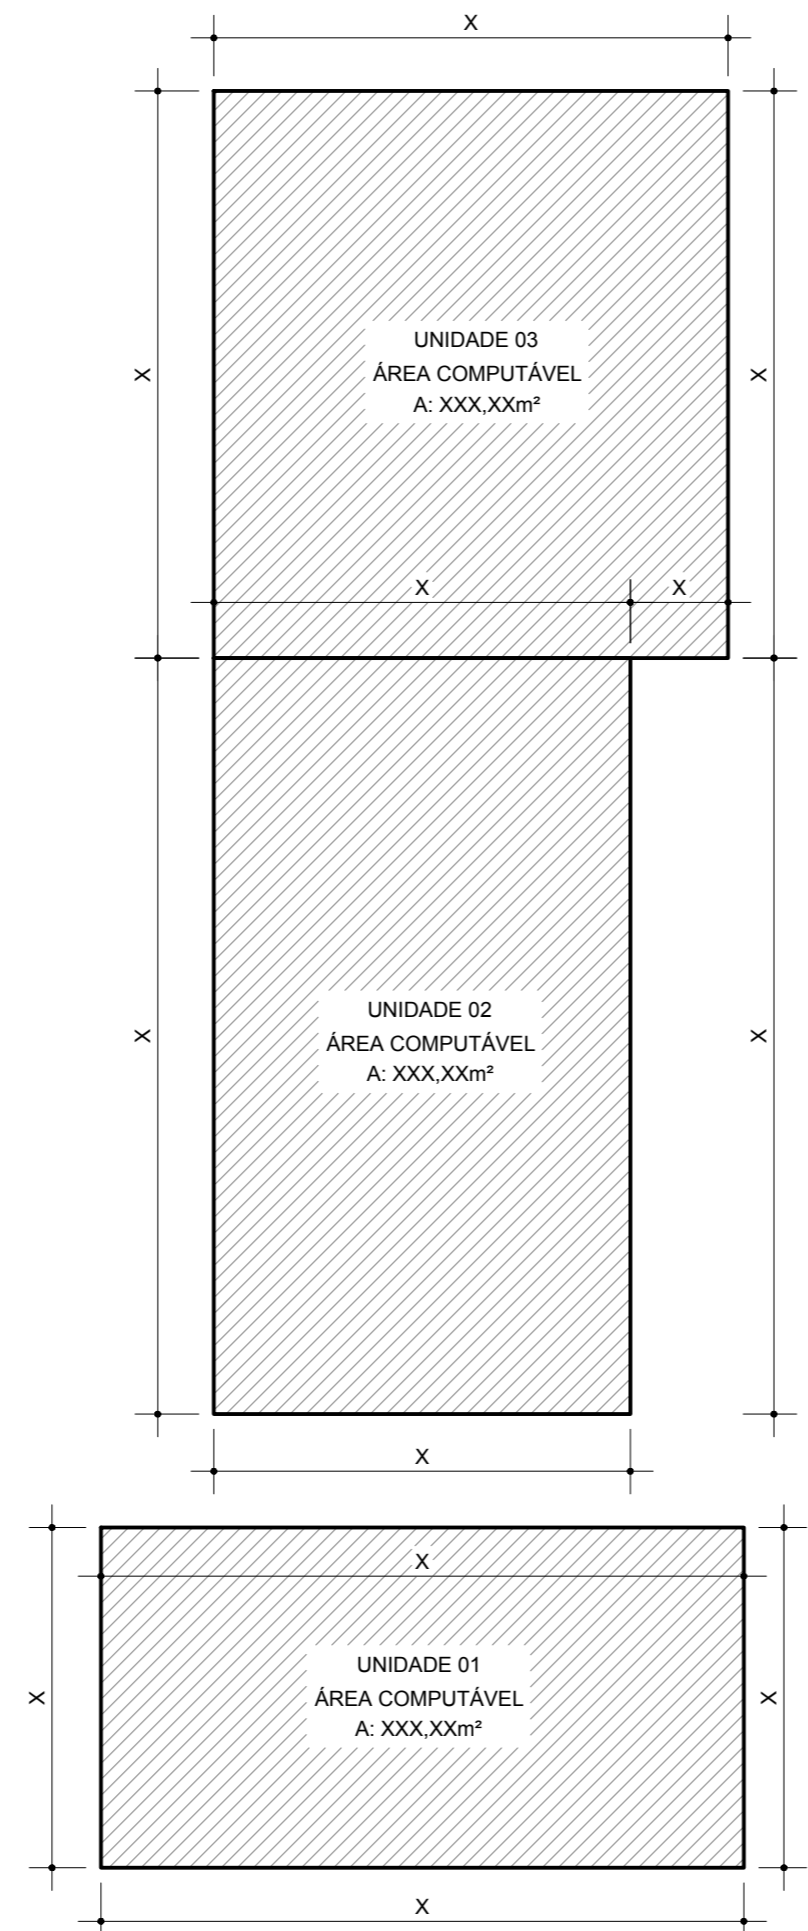 X
X
X
UNIDADE 03
ÁREA COMPUTÁVEL
A: XXX,XXm²
X
X
X
X
UNIDADE 02
ÁREA COMPUTÁVEL
A: XXX,XXm²
X
X
X
X
UNIDADE 01
ÁREA COMPUTÁVEL
A: XXX,XXm²
X